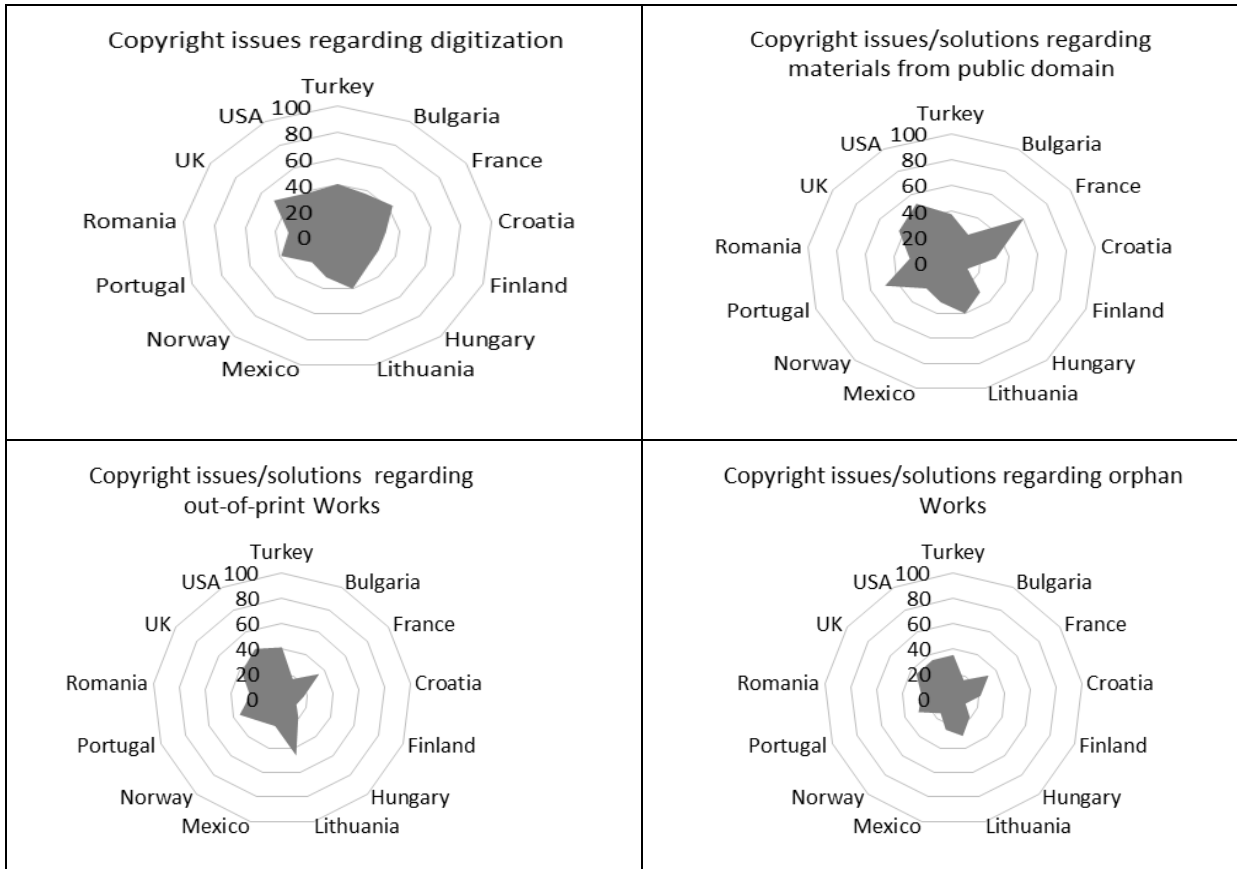 Copyright issues regarding digitization
Turkey
USA 100 Bulgaria
80
UK 60 France
40
20
Romania 0 Croatia
Portugal Finland
Norway Hungary
Mexico Lithuania
Copyright issues/solutions regarding
materials from public domain
Turkey
USA 100 Bulgaria
80
UK 60 France
40
20
Romania 0 Croatia
Portugal Finland
Norway Hungary
Mexico Lithuania
Copyright issues/solutions regarding
out-of-print Works
Turkey
USA 100 Bulgaria
80
UK 60 France
40
20
Romania 0 Croatia
Portugal Finland
Norway Hungary
Mexico Lithuania
Copyright issues/solutions regarding orphan
Works
Turkey
USA 100 Bulgaria
80
UK 60 France
40
20
Romania 0 Croatia
Portugal Finland
Norway Hungary
Mexico Lithuania